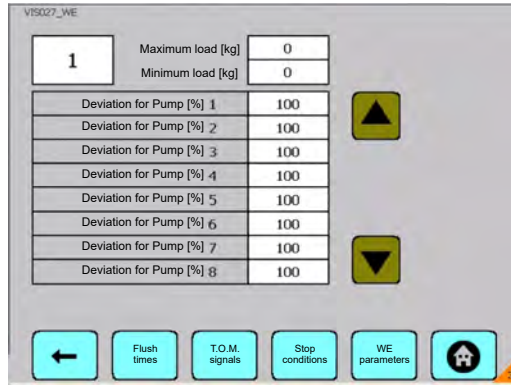 VIS027_WE
1
Maximum load [kg] 0
Minimum load [kg] 0
Deviation for Pump [%] 1 100
Deviation for Pump [%] 2 100
Deviation for Pump [%] 3 100
Deviation for Pump [%] 4 100
Deviation for Pump [%] 5 100
Deviation for Pump [%] 6 100
Deviation for Pump [%] 7 100
Deviation for Pump [%] 8 100
Flush
times
T.O.M.
signals
Stop
conditions
WE
parameters